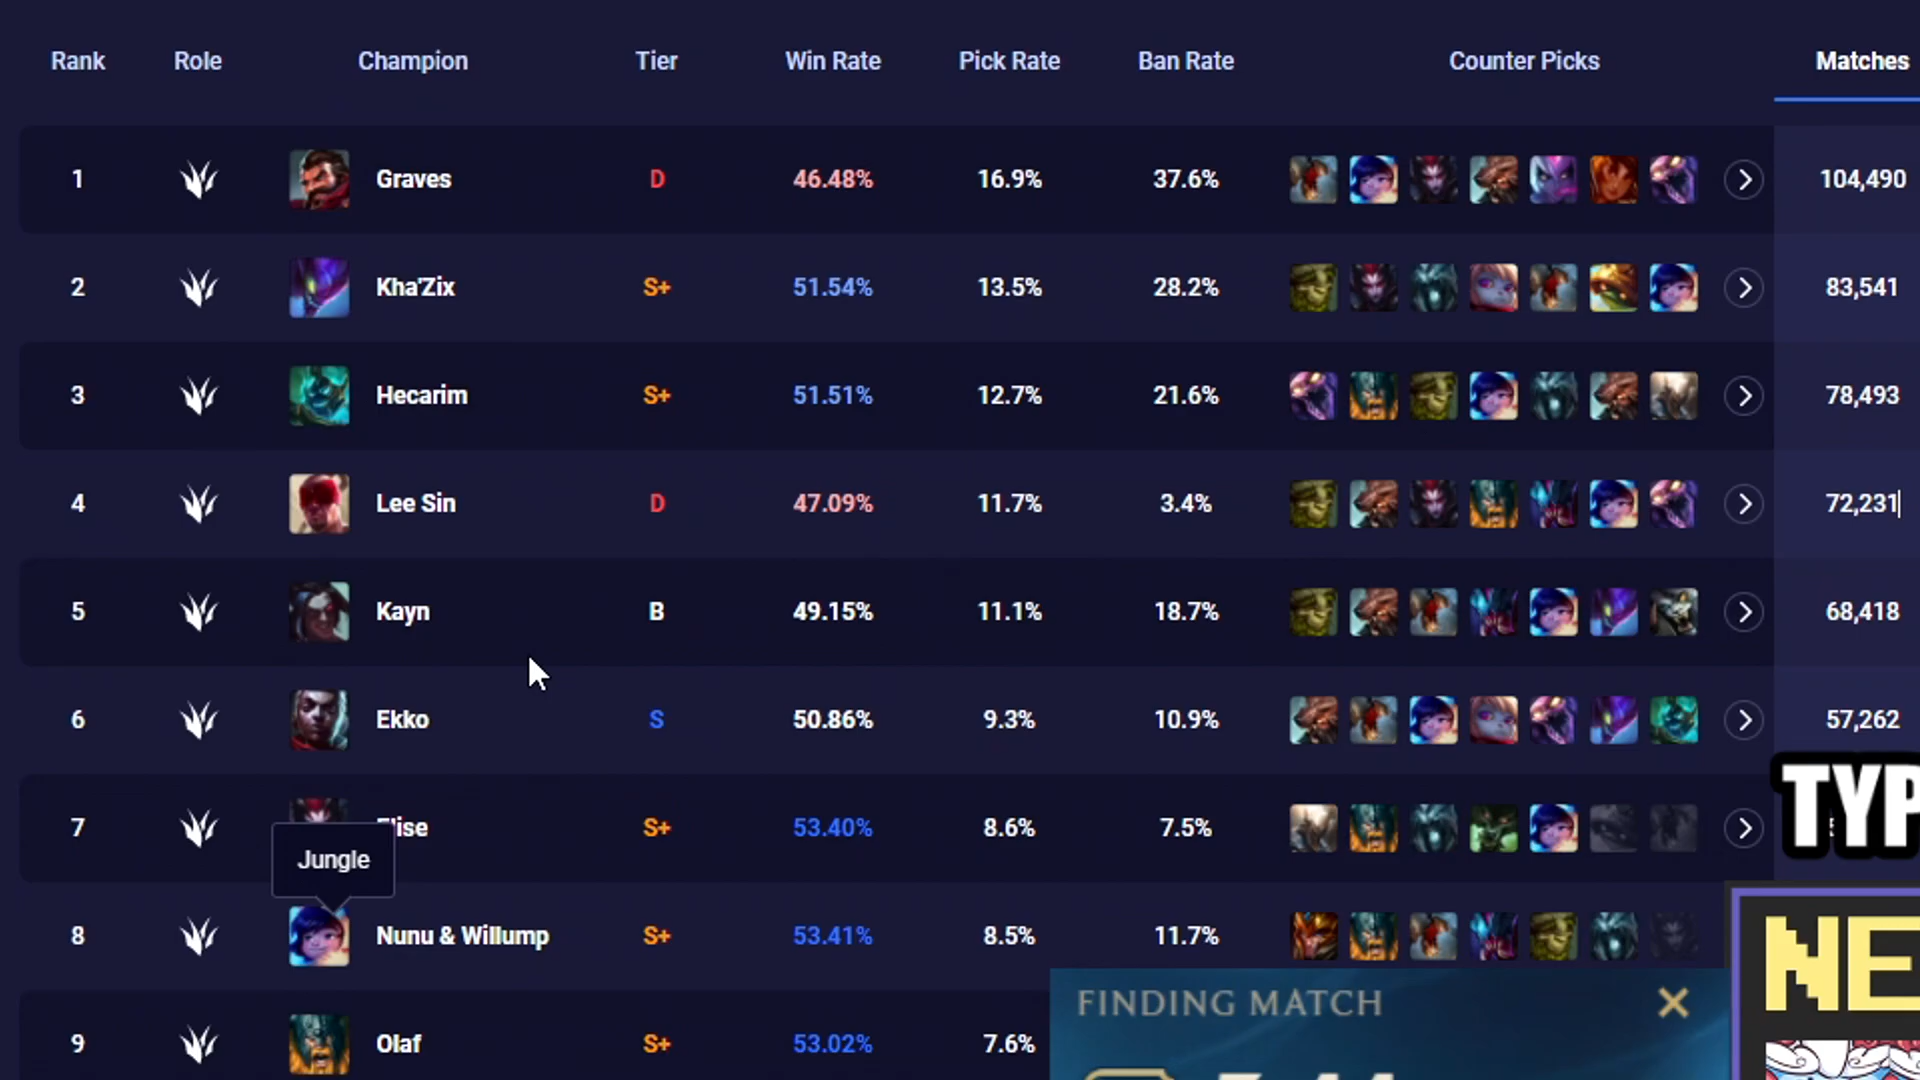 Rank Role Champion Tier Win Rate Pick Rate Ban Rate Counter Picks Matches
1 Graves D 46.48% 16.9% 37.6% 104,490
2 Kha'Zix S+ 51.54% 13.5% 28.2% 83,541
3 Hecarim S+ 51.51% 12.7% 21.6% 78,493
4 Lee Sin D 47.09% 11.7% 3.4% 72,231
5 Kayn B 49.15% 11.1% 18.7% 68,418
6 Ekko S 50.86% 9.3% 10.9% 57,262
TYP
7 Elise S+ 53.40% 8.6% 7.5%
Jungle
8 Nunu & Willump S+ 53.41% 8.5% 11.7%
NE
FINDING MATCH
9 Olaf S+ 53.02% 7.6%